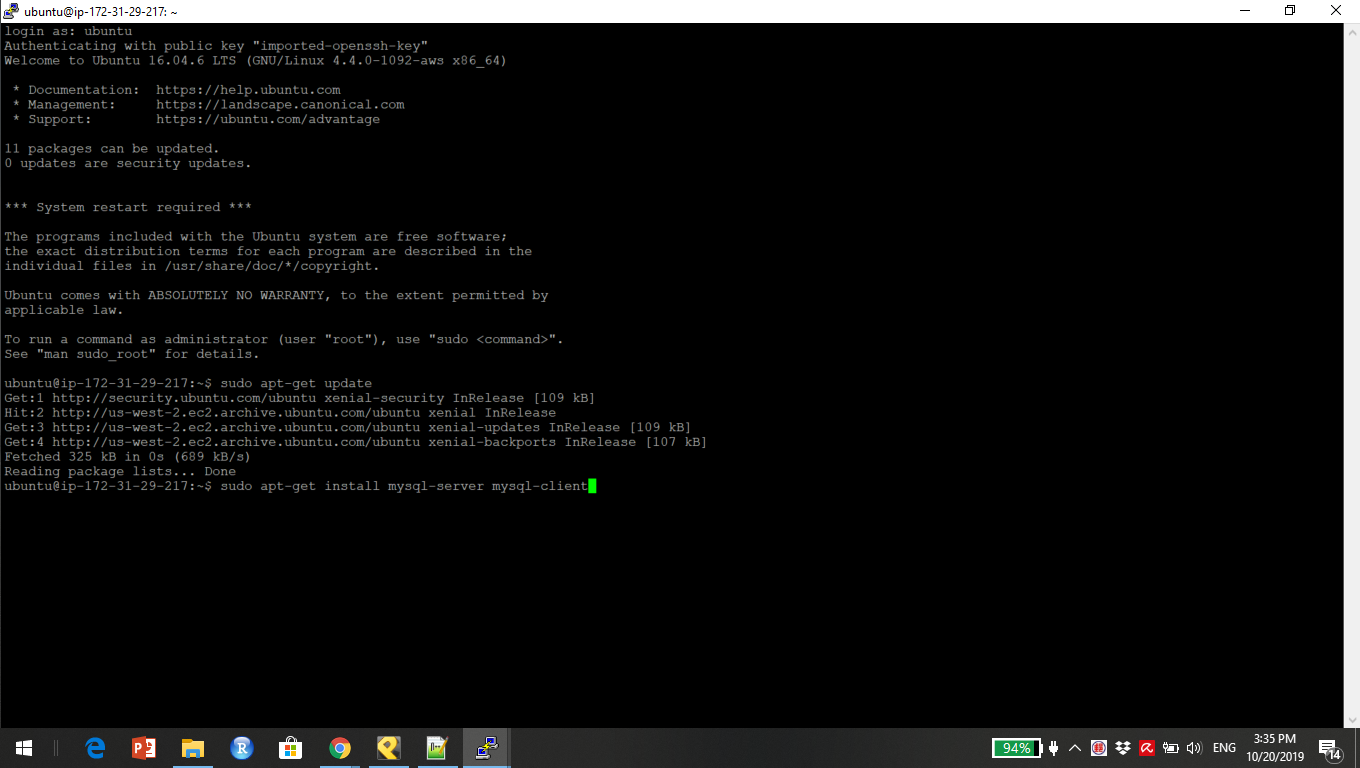 ubuntu@ip-172-31-29-217: ~
login as: ubuntu
Authenticating with public key "imported-openssh-key"
Welcome to Ubuntu 16.04.6 LTS (GNU/Linux 4.4.0-1092-aws x86_64)
* Documentation:  https://help.ubuntu.com
* Management:     https://landscape.canonical.com
* Support:        https://ubuntu.com/advantage
11 packages can be updated.
0 updates are security updates.
*** System restart required ***
The programs included with the Ubuntu system are free software;
the exact distribution terms for each program are described in the
individual files in /usr/share/doc/*/copyright.
Ubuntu comes with ABSOLUTELY NO WARRANTY, to the extent permitted by
applicable law.
To run a command as administrator (user "root"), use "sudo <command>".
See "man sudo_root" for details.
ubuntu@ip-172-31-29-217:~$ sudo apt-get update
Get:1 http://security.ubuntu.com/ubuntu xenial-security InRelease [109 kB]
Hit:2 http://us-west-2.ec2.archive.ubuntu.com/ubuntu xenial InRelease
Get:3 http://us-west-2.ec2.archive.ubuntu.com/ubuntu xenial-updates InRelease [109 kB]
Get:4 http://us-west-2.ec2.archive.ubuntu.com/ubuntu xenial-backports InRelease [107 kB]
Fetched 325 kB in 0s (689 kB/s)
Reading package lists... Done
ubuntu@ip-172-31-29-217:~$ sudo apt-get install mysql-server mysql-client
94%
ENG
3:35 PM
10/20/2019
14